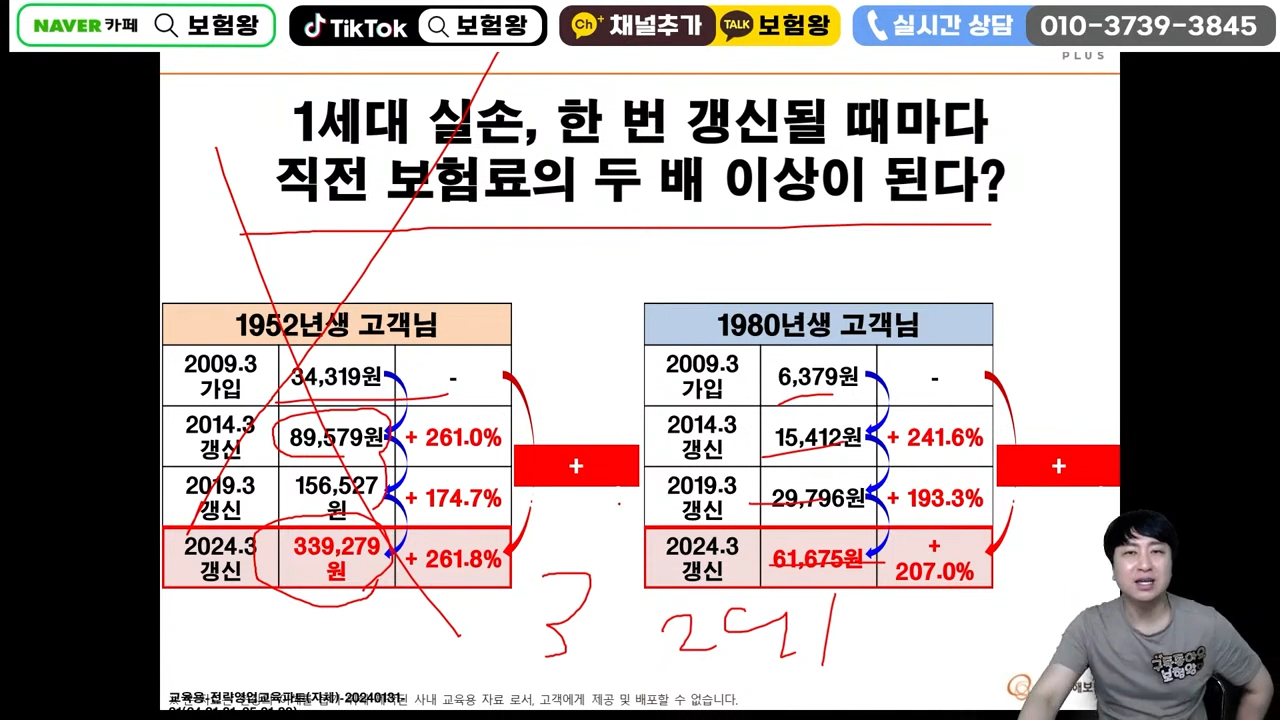 NAVER 카페 보험왕 TikTok 보험왕 Ch+ 채널추가 TALK 보험왕 실시간 상담 010-3739-3845
PLUS
1세대 실손, 한 번 갱신될 때마다
직전 보험료의 두 배 이상이 된다?
1952년생 고객님
2009.3
가입
34,319원
-
2014.3
갱신
89,579원
+ 261.0%
2019.3
갱신
156,527
원
+ 174.7%
2024.3
갱신
339,279
원
+ 261.8%
+
1980년생 고객님
2009.3
가입
6,379원
-
2014.3
갱신
15,412원
+ 241.6%
2019.3
갱신
29,796원
+ 193.3%
2024.3
갱신
61,675원
+
207.0%
+
3
교육용-전략영업교육파트(자체)-20240131-
사내 교육용 자료 로서, 고객에게 제공 및 배포할 수 없습니다.
해보
보험왕